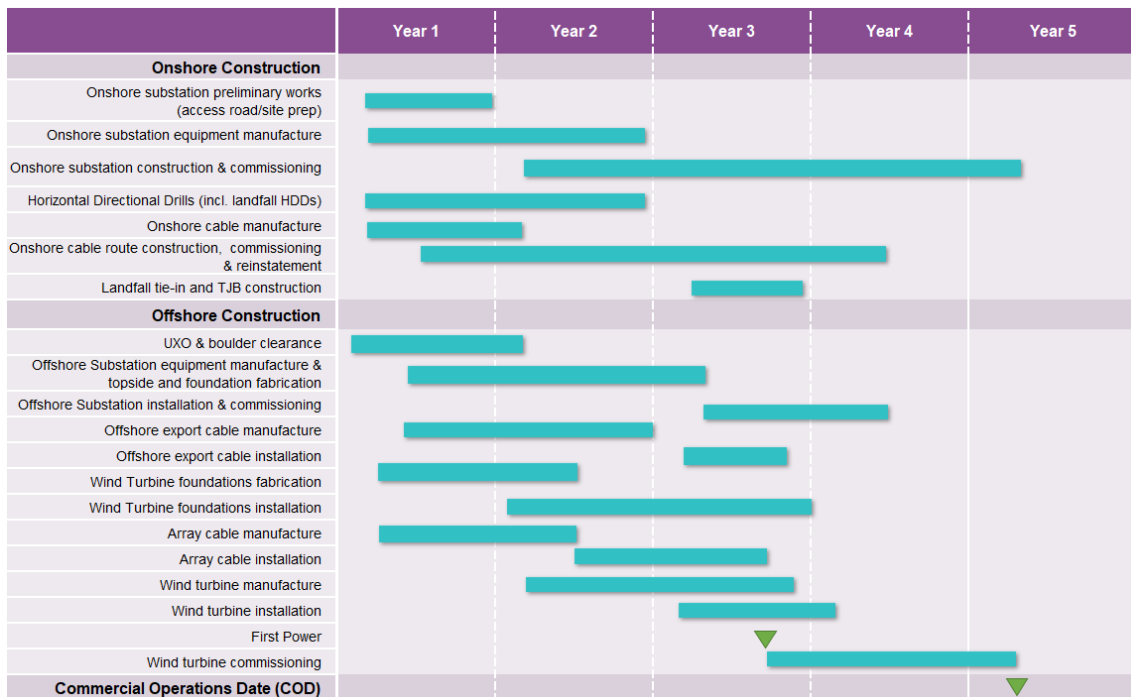 Year 1 Year 2 Year 3 Year 4 Year 5
Onshore Construction
Onshore substation preliminary works
(access road/site prep)
Onshore substation equipment manufacture
Onshore substation construction & commissioning
Horizontal Directional Drills (incl. landfall HDDs)
Onshore cable manufacture
Onshore cable route construction, commissioning
& reinstatement
Landfall tie-in and TJB construction
Offshore Construction
UXO & boulder clearance
Offshore Substation equipment manufacture &
topside and foundation fabrication
Offshore Substation installation & commissioning
Offshore export cable manufacture
Offshore export cable installation
Wind Turbine foundations fabrication
Wind Turbine foundations installation
Array cable manufacture
Array cable installation
Wind turbine manufacture
Wind turbine installation
First Power
Wind turbine commissioning
Commercial Operations Date (COD)